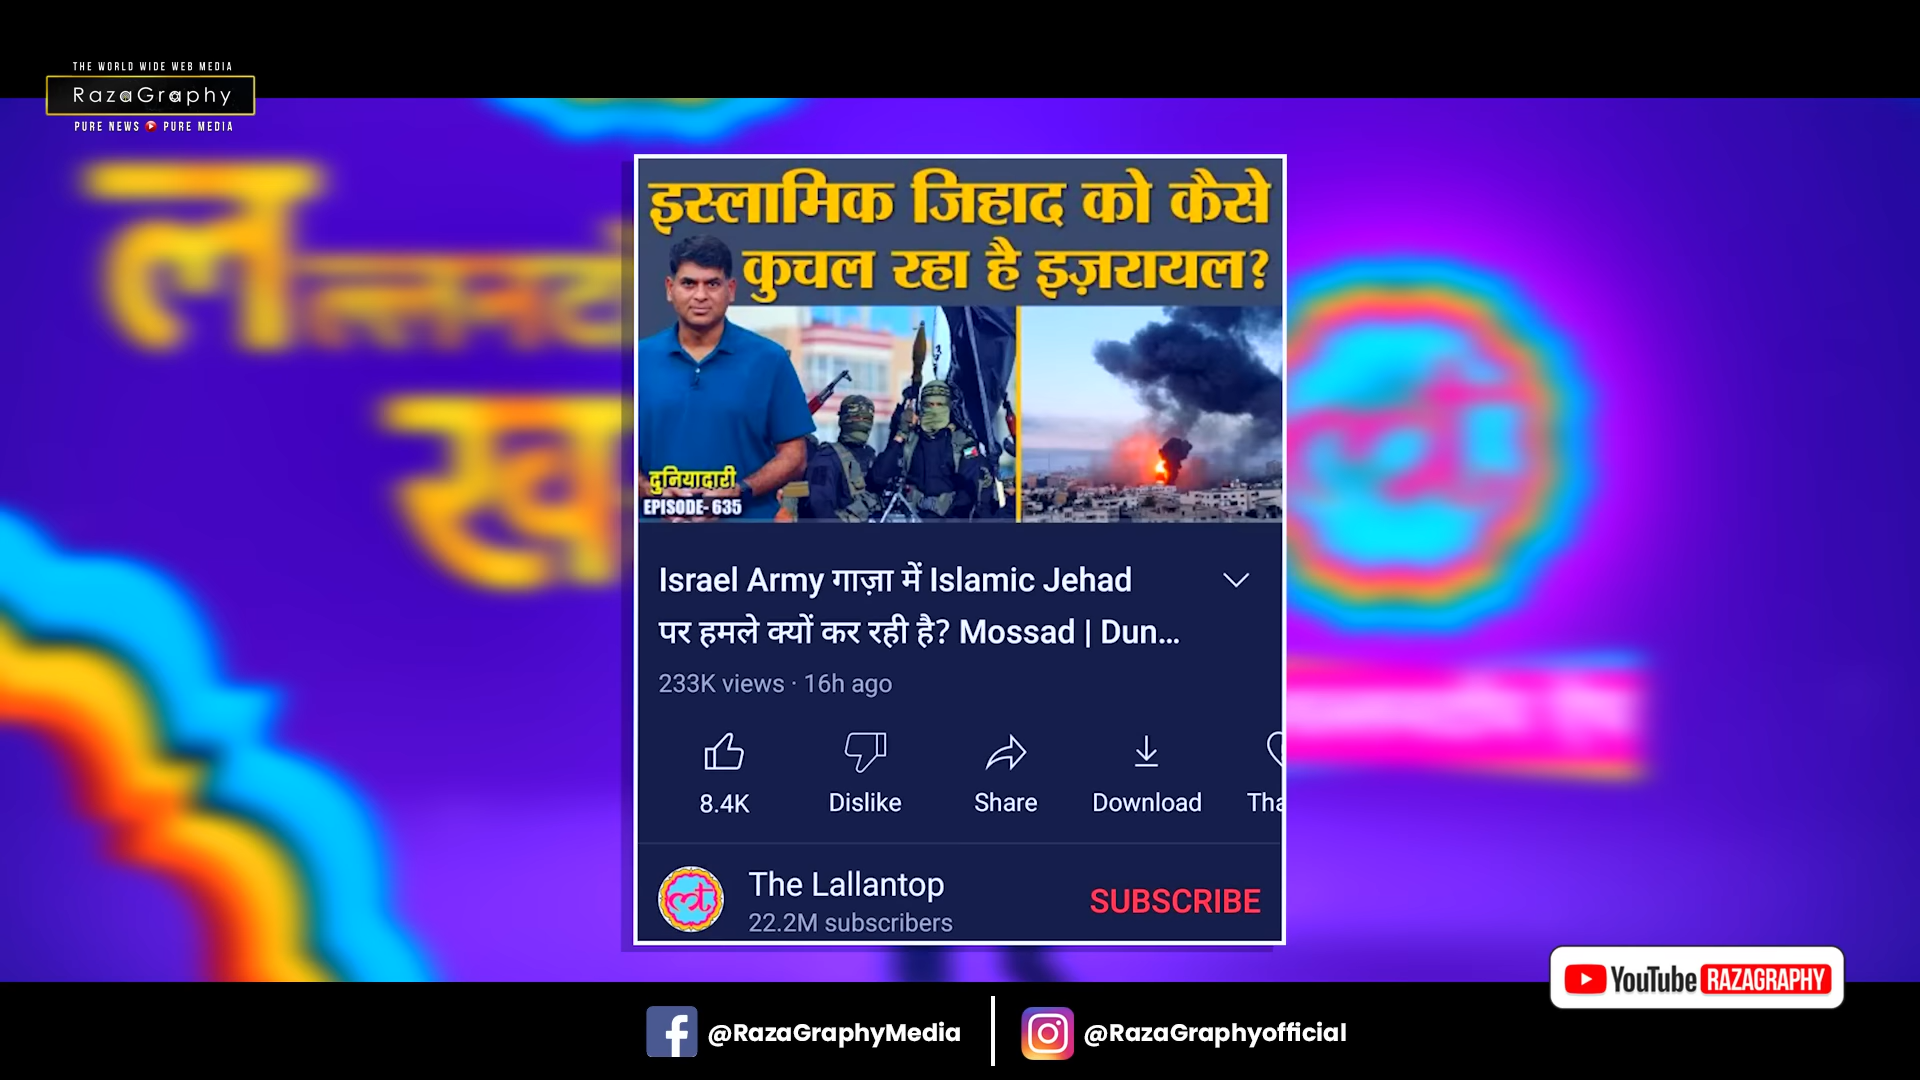 THE WORLD WIDE WEB MEDIA
RazaGraphy
PURE NEWS PURE MEDIA
इस्लामिक जिहाद को कैसे
कुचल रहा है इज़रायल?
दुनियादारी
EPISODE- 635
Israel Army गाज़ा में Islamic Jehad
पर हमले क्यों कर रही है? Mossad | Dun...
233K views · 16h ago
8.4K
Dislike
Share
Download
Tha
The Lallantop
22.2M subscribers
SUBSCRIBE
YouTube RAZAGRAPHY
@RazaGraphyMedia
@RazaGraphyofficial